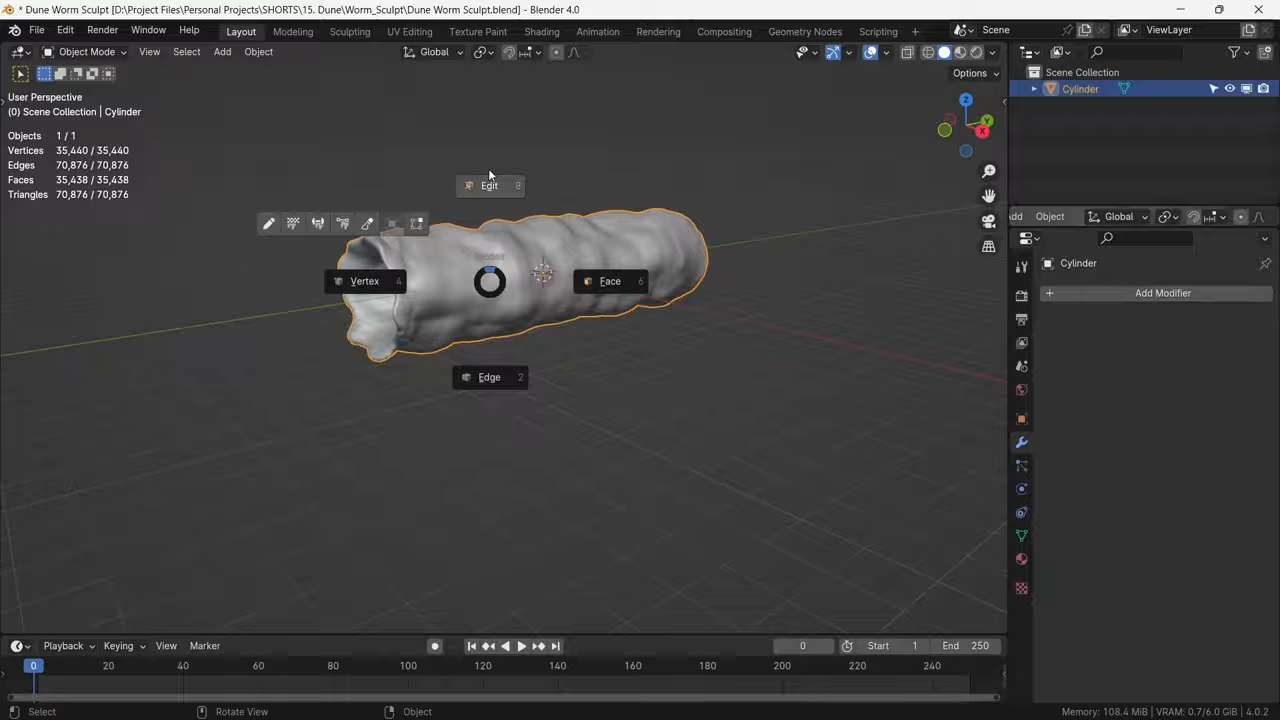 * Dune Worm Sculpt [D:\Project Files\Personal Projects\SHORTS\15. Dune\Worm_Sculpt\Dune Worm Sculpt.blend] - Blender 4.0
File Edit Render Window Help Layout Modeling Sculpting UV Editing Texture Paint Shading Animation Rendering Compositing Geometry Nodes Scripting + Scene ViewLayer
Object Mode View Select Add Object Global
Options
User Perspective
(0) Scene Collection | Cylinder
Objects 1 / 1
Vertices 35,440 / 35,440
Edges 70,876 / 70,876
Faces 35,438 / 35,438
Triangles 70,876 / 70,876
Z
Y
X
Edit 8
Vertex 4
Face 6
Edge 2
Scene Collection
Cylinder
dd Object Global
Cylinder
+ Add Modifier
Playback Keying View Marker 0 Start 1 End 250
0 20 40 60 80 100 120 140 160 180 200 220 240
Select Rotate View Object Memory: 108.4 MiB | VRAM: 0.7/6.0 GiB | 4.0.2